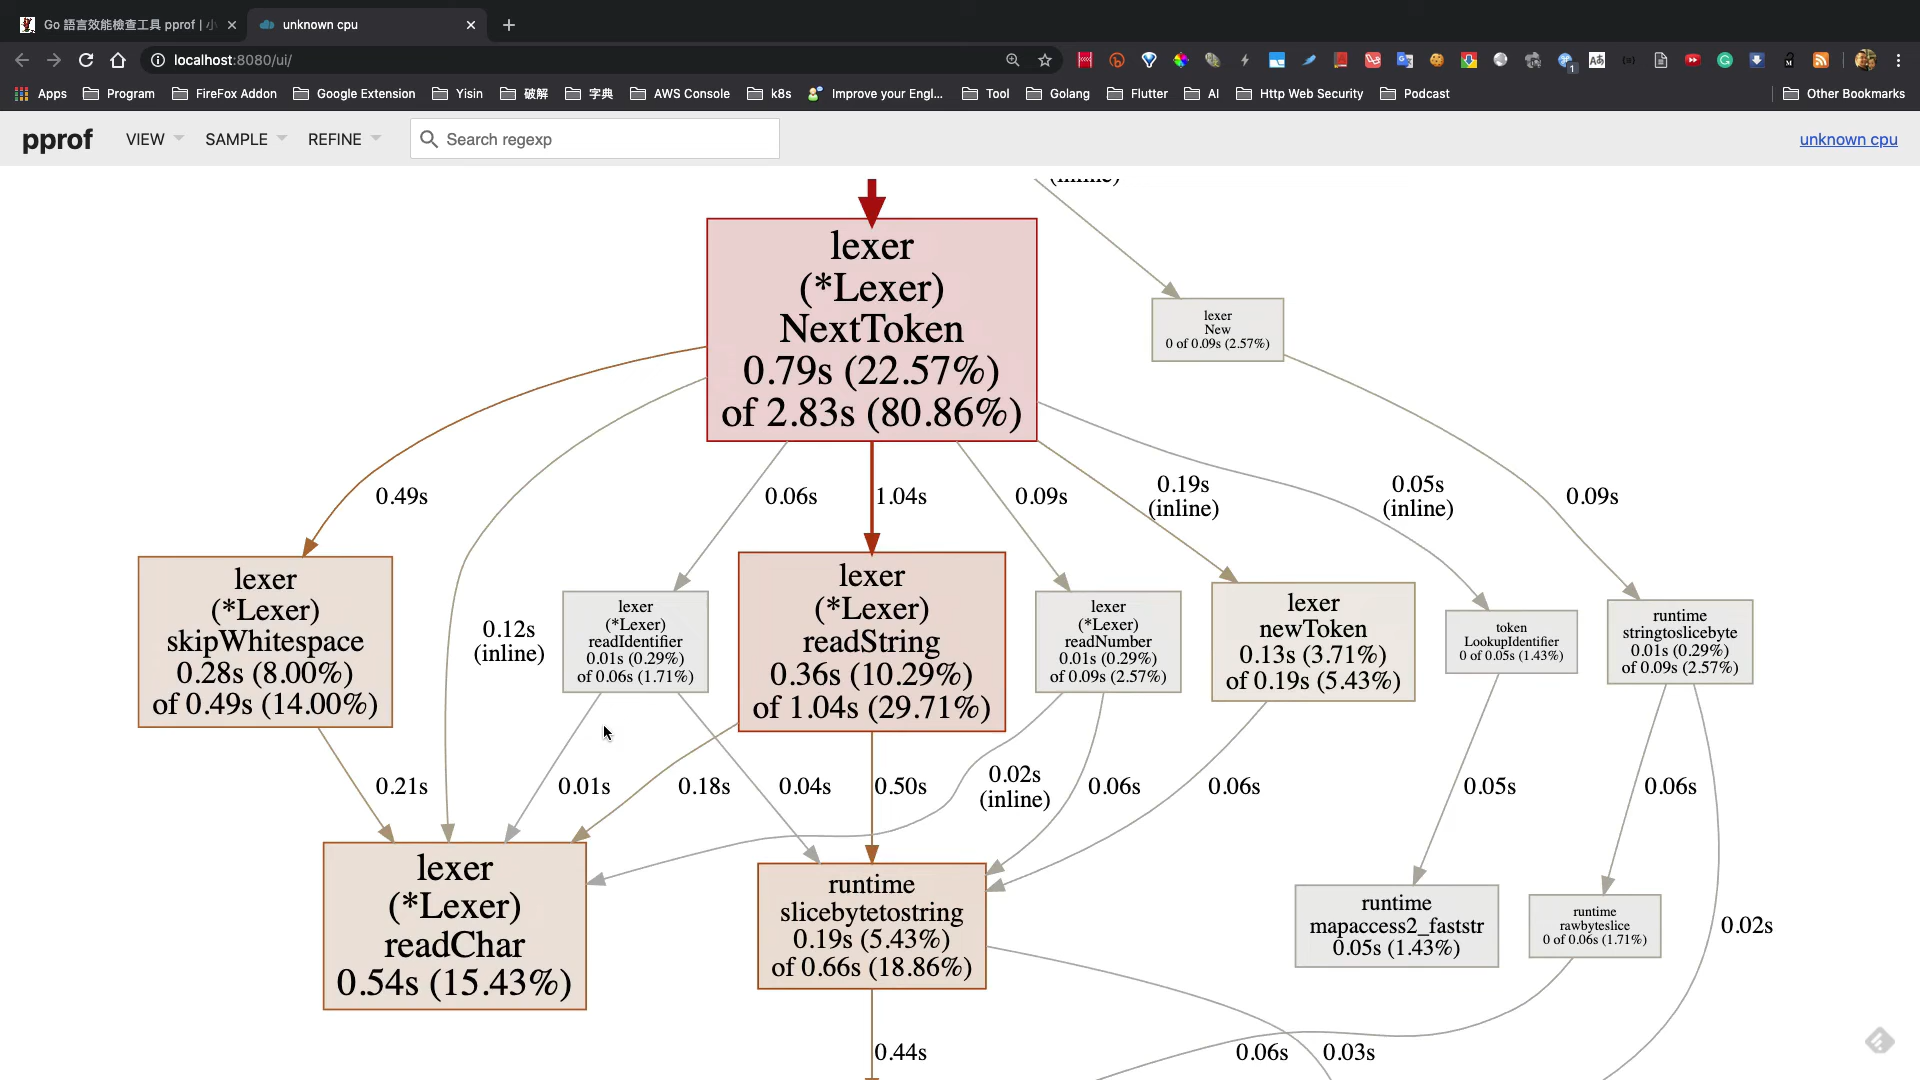 Go 語言效能檢查工具 pprof | 小
unknown cpu
localhost:8080/ui/
Apps
Program
FireFox Addon
Google Extension
Yisin
破解
字典
AWS Console
k8s
Improve your Engl...
Tool
Golang
Flutter
AI
Http Web Security
Podcast
Other Bookmarks
pprof
VIEW
SAMPLE
REFINE
Search regexp
unknown cpu
(inline)
lexer
(*Lexer)
NextToken
0.79s (22.57%)
of 2.83s (80.86%)
lexer
New
0 of 0.09s (2.57%)
0.49s
0.06s
1.04s
0.09s
0.19s
(inline)
0.05s
(inline)
0.09s
lexer
(*Lexer)
skipWhitespace
0.28s (8.00%)
of 0.49s (14.00%)
0.12s
(inline)
lexer
(*Lexer)
readIdentifier
0.01s (0.29%)
of 0.06s (1.71%)
lexer
(*Lexer)
readString
0.36s (10.29%)
of 1.04s (29.71%)
lexer
(*Lexer)
readNumber
0.01s (0.29%)
of 0.09s (2.57%)
lexer
newToken
0.13s (3.71%)
of 0.19s (5.43%)
token
LookupIdentifier
0 of 0.05s (1.43%)
runtime
stringtoslicebyte
0.01s (0.29%)
of 0.09s (2.57%)
0.21s
0.01s
0.18s
0.04s
0.50s
0.02s
(inline)
0.06s
0.06s
0.05s
0.06s
lexer
(*Lexer)
readChar
0.54s (15.43%)
runtime
slicebytetostring
0.19s (5.43%)
of 0.66s (18.86%)
runtime
mapaccess2_faststr
0.05s (1.43%)
runtime
rawbyteslice
0 of 0.06s (1.71%)
0.02s
0.44s
0.06s
0.03s